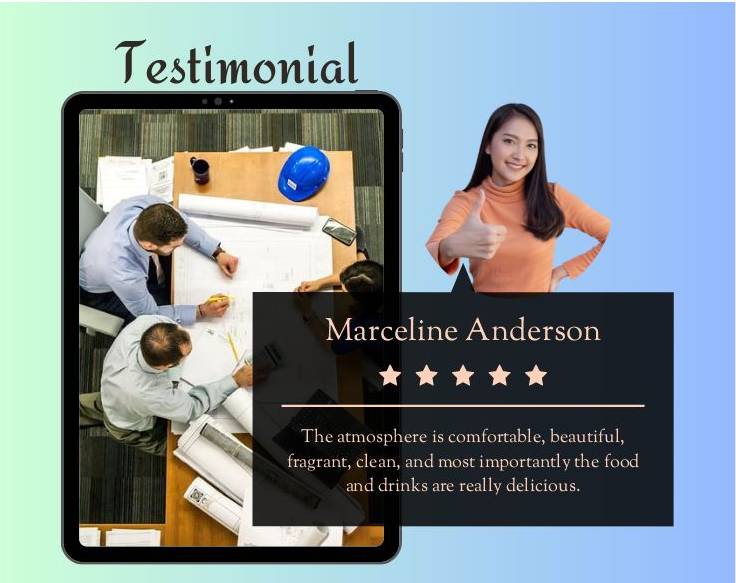 Testimonial
Marceline Anderson
The atmosphere is comfortable, beautiful,
fragrant, clean, and most importantly the food
and drinks are really delicious.